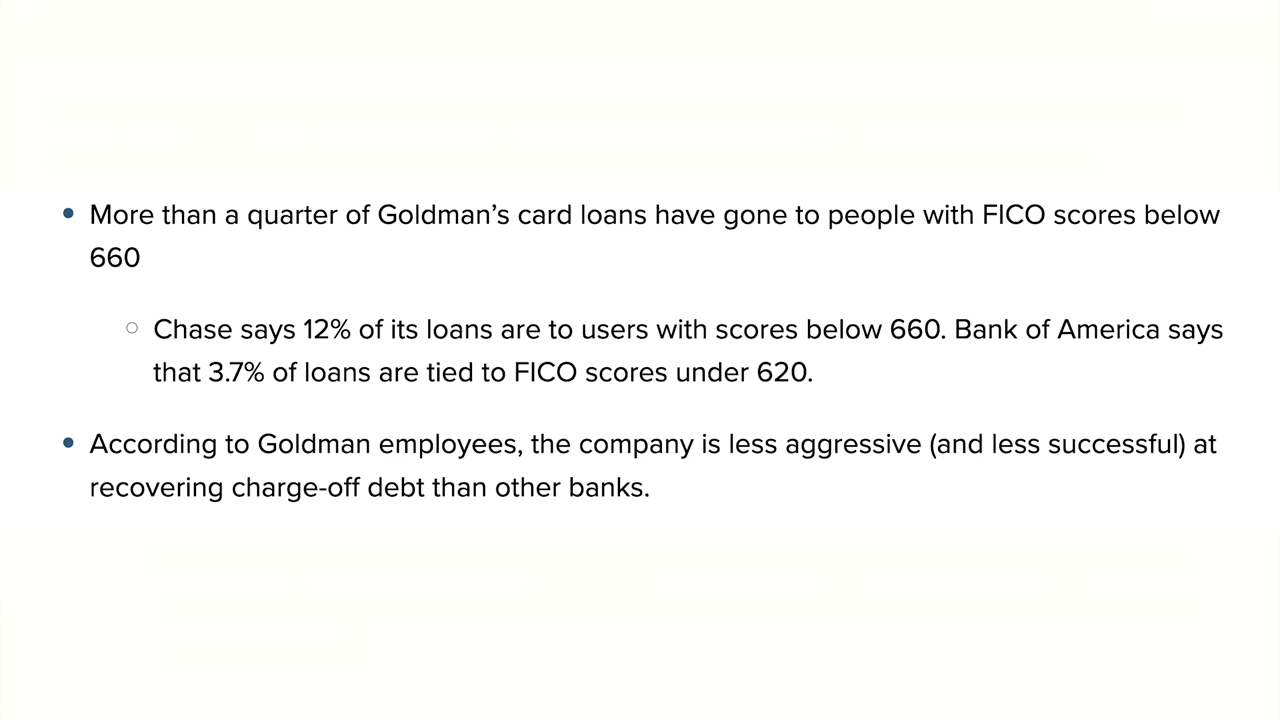 More than a quarter of Goldman’s card loans have gone to people with FICO scores below
660
Chase says 12% of its loans are to users with scores below 660. Bank of America says
that 3.7% of loans are tied to FICO scores under 620.
According to Goldman employees, the company is less aggressive (and less successful) at
recovering charge-off debt than other banks.